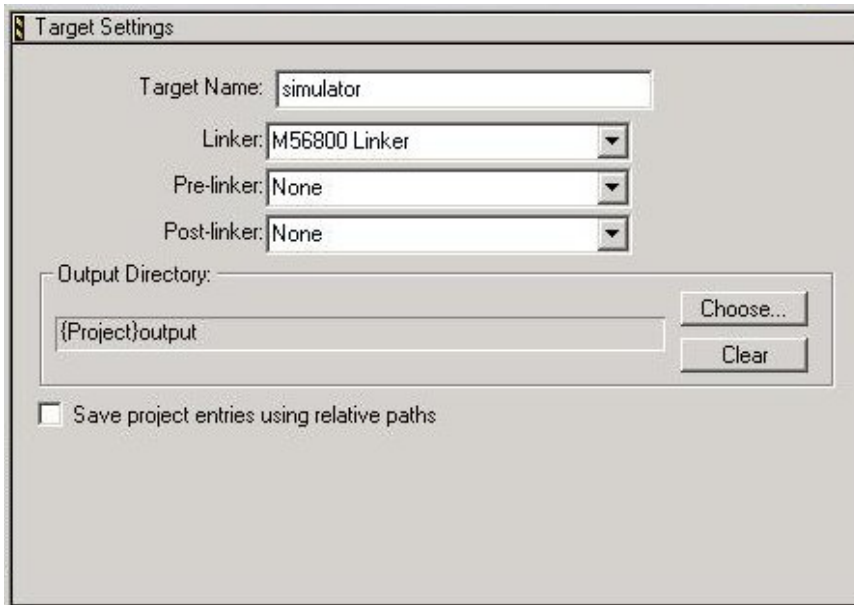 Target Settings
Target Name: simulator
Linker: M56800 Linker
Pre-linker: None
Post-linker: None
Output Directory:
{Project}output
Choose...
Clear
Save project entries using relative paths